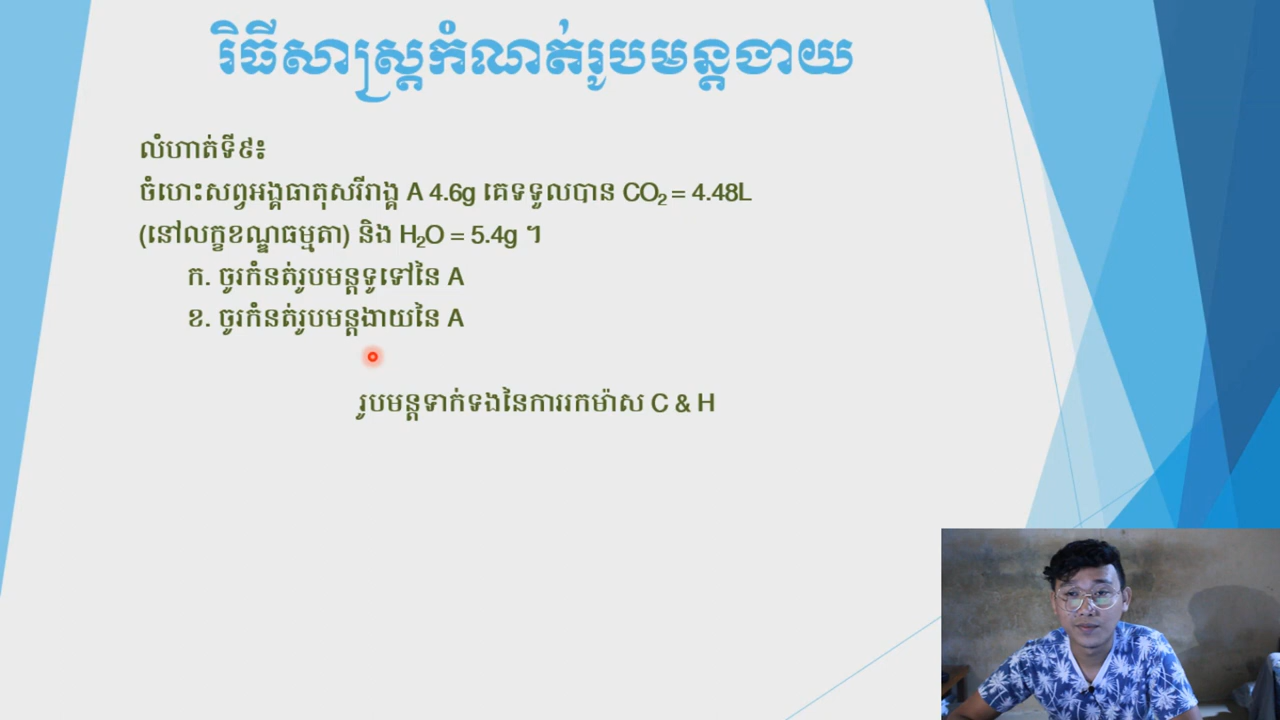 វិធីសាស្ត្រកំណត់រូបមន្តងាយ
លំហាត់ទី៩៖
ចំហេះសព្វអង្គធាតុសរីរាង្គ A 4.6g គេទទួលបាន CO₂ = 4.48L
(នៅលក្ខខណ្ឌធម្មតា) និង H₂O = 5.4g ។
ក. ចូរកំនត់រូបមន្តទូទៅនៃ A
ខ. ចូរកំនត់រូបមន្តងាយនៃ A
រូបមន្តទាក់ទងនៃការរកម៉ាស C & H